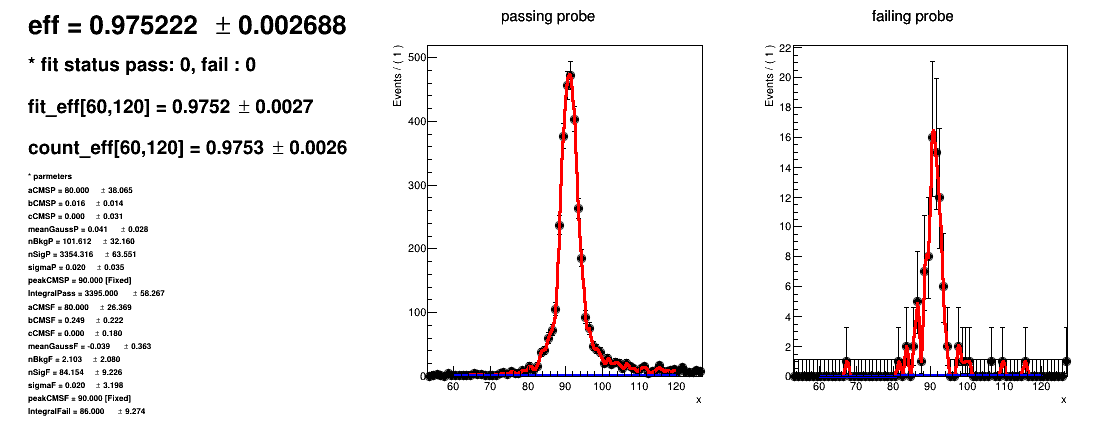 eff = 0.975222 ± 0.002688
* fit status pass: 0, fail : 0
fit_eff[60,120] = 0.9752 ± 0.0027
count_eff[60,120] = 0.9753 ± 0.0026
* parmeters
aCMSP = 80.000 ± 38.065
bCMSP = 0.016 ± 0.014
cCMSP = 0.000 ± 0.031
meanGaussP = 0.041 ± 0.028
nBkgP = 101.612 ± 32.160
nSigP = 3354.316 ± 63.551
sigmaP = 0.020 ± 0.035
peakCMSP = 90.000 [Fixed]
IntegralPass = 3395.000 ± 58.267
aCMSF = 80.000 ± 26.369
bCMSF = 0.249 ± 0.222
cCMSF = 0.000 ± 0.180
meanGaussF = -0.039 ± 0.363
nBkgF = 2.103 ± 2.080
nSigF = 84.154 ± 9.226
sigmaF = 0.020 ± 3.198
peakCMSF = 90.000 [Fixed]
IntegralFail = 86.000 ± 9.274
passing probe
Events / ( 1 )
500
400
300
200
100
0
60 70 80 90 100 110 120
x
failing probe
Events / ( 1 )
22
20
18
16
14
12
10
8
6
4
2
0
60 70 80 90 100 110 120
x